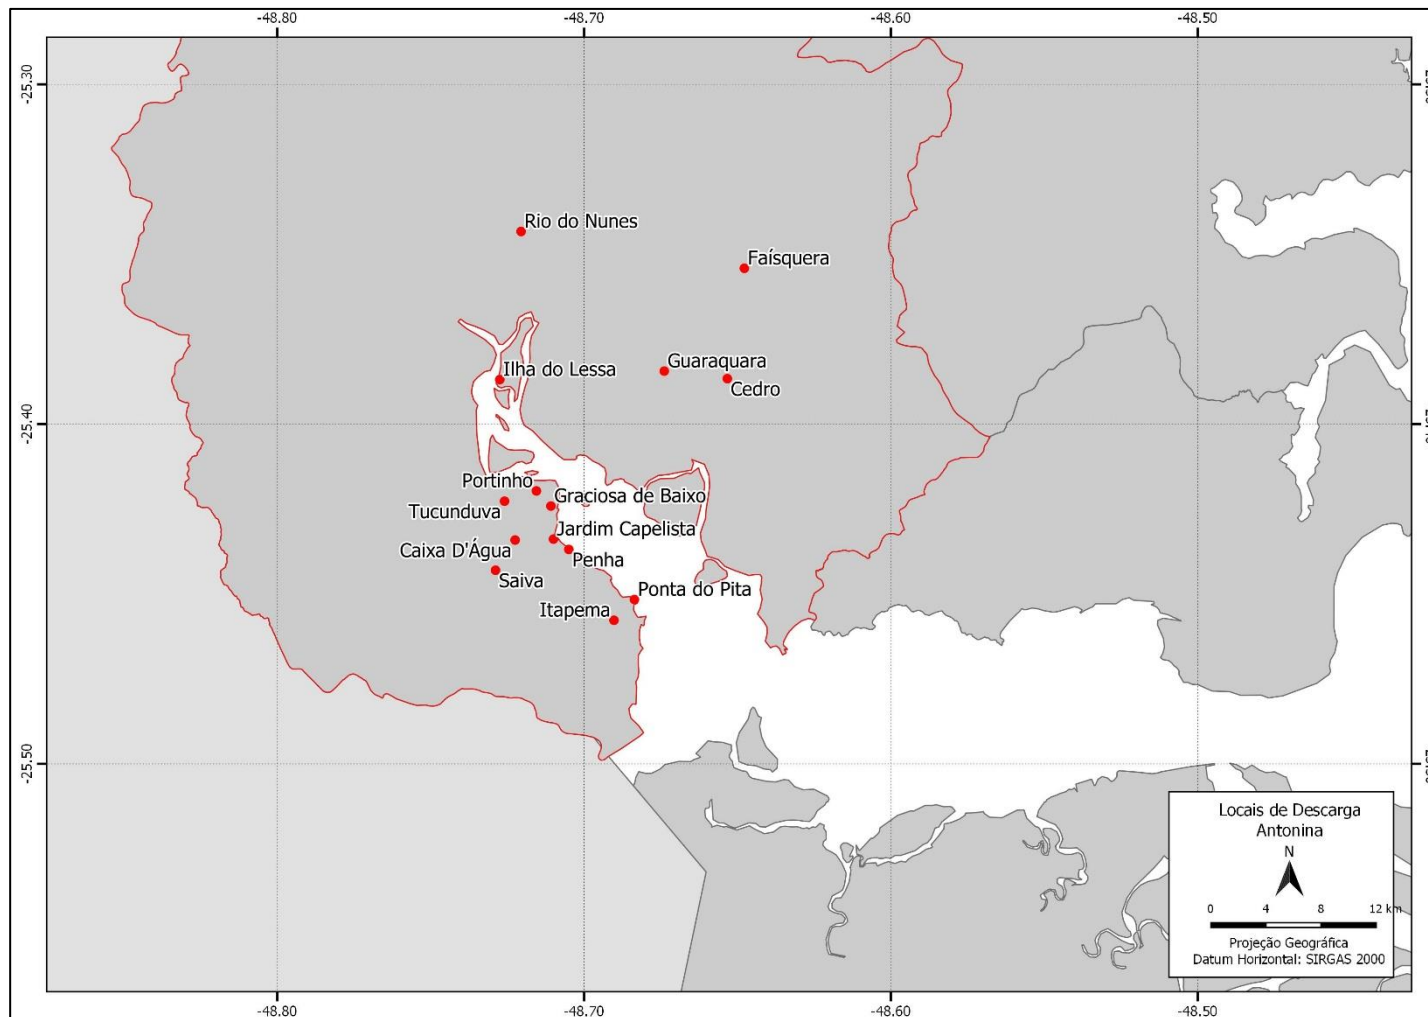 -48.80
-48.70
-48.60
-48.50
-25.30
Rio do Nunes
Faísquera
Guaraquara
Ilha do Lessa
Cedro
-25.40
Portinho
Graciosa de Baixo
Tucunduva
Jardim Capelista
Caixa D'Água
Penha
Saiva
Ponta do Pita
Itapema
-25.50
Locais de Descarga
Antonina
N
0 4 8 12 km
Projeção Geográfica
Datum Horizontal: SIRGAS 2000
-48.80
-48.70
-48.60
-48.50